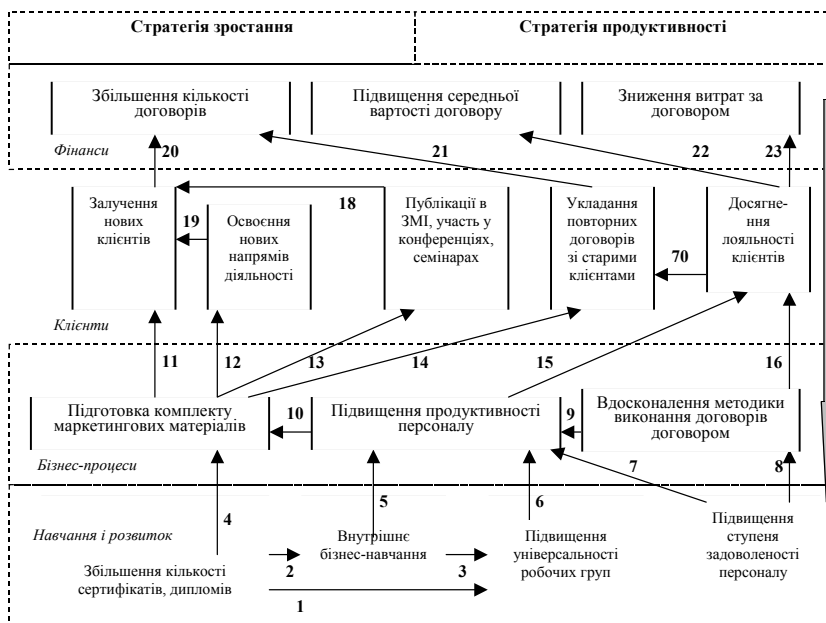 Стратегія зростання
Стратегія продуктивності
Збільшення кількості
договорів
Підвищення середньої
вартості договору
Зниження витрат за
договором
Фінанси
20
21
22
23
Залучення
нових
клієнтів
19
Освоєння
нових
напрямів
діяльності
18
Публікації в
ЗМІ, участь у
конференціях,
семінарах
Укладання
повторних
договорів
зі старими
клієнтами
70
Досягне-
ння
лояльності
клієнтів
Клієнти
11
12
13
14
15
16
Підготовка комплекту
маркетингових матеріалів
10
Підвищення продуктивності
персоналу
9
Вдосконалення методики
виконання договорів
договором
Бізнес-процеси
7
8
4
5
6
Навчання і розвиток
Збільшення кількості
сертифікатів, дипломів
2
Внутрішнє
бізнес-навчання
3
Підвищення
універсальності
робочих груп
Підвищення
ступеня
задоволеності
персоналу
1